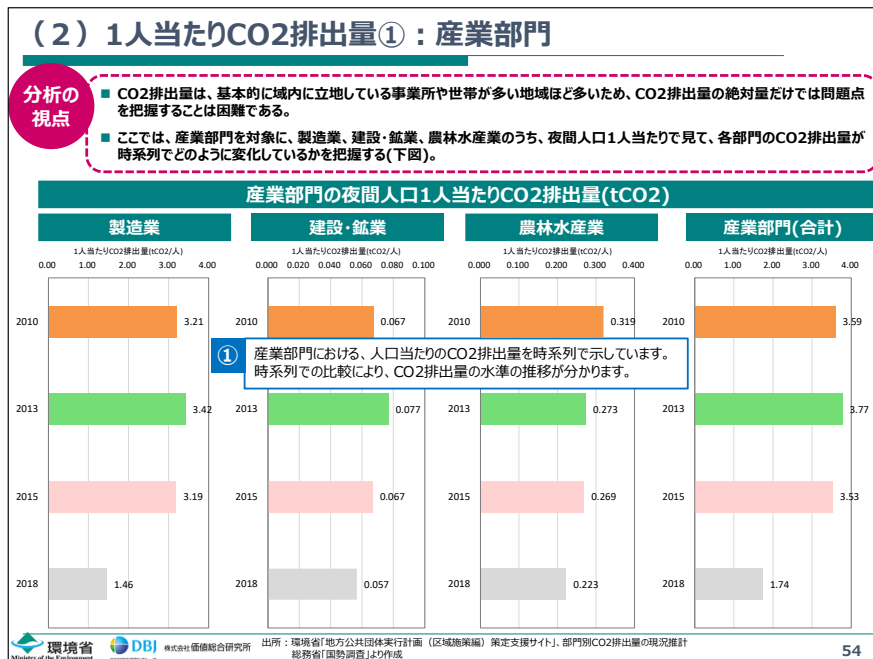 （２）1人当たりCO2排出量①：産業部門
分析の
視点
■ CO2排出量は、基本的に域内に立地している事業所や世帯が多い地域ほど多いため、CO2排出量の絶対量だけでは問題点
を把握することは困難である。
■ ここでは、産業部門を対象に、製造業、建設・鉱業、農林水産業のうち、夜間人口1人当たりで見て、各部門のCO2排出量が
時系列でどのように変化しているかを把握する(下図)。
産業部門の夜間人口1人当たりCO2排出量(tCO2)
製造業
1人当たりCO2排出量(tCO2/人)
0.00 1.00 2.00 3.00 4.00
2010 3.21
2013 3.42
2015 3.19
2018 1.46
建設・鉱業
1人当たりCO2排出量(tCO2/人)
0.000 0.020 0.040 0.060 0.080 0.100
2010 0.067
2013 0.077
2015 0.067
2018 0.057
農林水産業
1人当たりCO2排出量(tCO2/人)
0.000 0.100 0.200 0.300 0.400
2010 0.319
2013 0.273
2015 0.269
2018 0.223
産業部門(合計)
1人当たりCO2排出量(tCO2/人)
0.00 1.00 2.00 3.00 4.00
2010 3.59
2013 3.77
2015 3.53
2018 1.74
①
産業部門における、人口当たりのCO2排出量を時系列で示しています。
時系列での比較により、CO2排出量の水準の推移が分かります。
環境省
Ministry of the Environment
DBJ 株式会社価値総合研究所
出所：環境省「地方公共団体実行計画（区域施策編）策定支援サイト」、部門別CO2排出量の現況推計
総務省「国勢調査」より作成
54